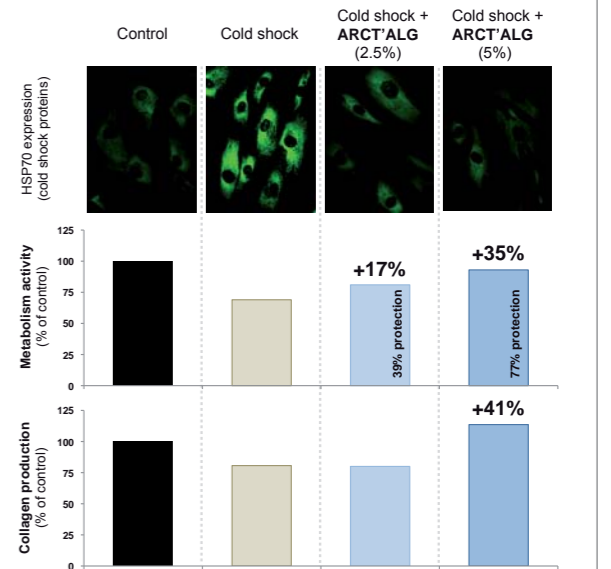 Control
Cold shock
Cold shock +
ARCT'ALG
(2.5%)
Cold shock +
ARCT'ALG
(5%)
HSP70 expression
(cold shock proteins)
Metabolism activity
(% of control)
125
100
75
50
25
0
+17%
39% protection
+35%
77% protection
Collagen production
(% of control)
125
100
75
50
25
0
+41%